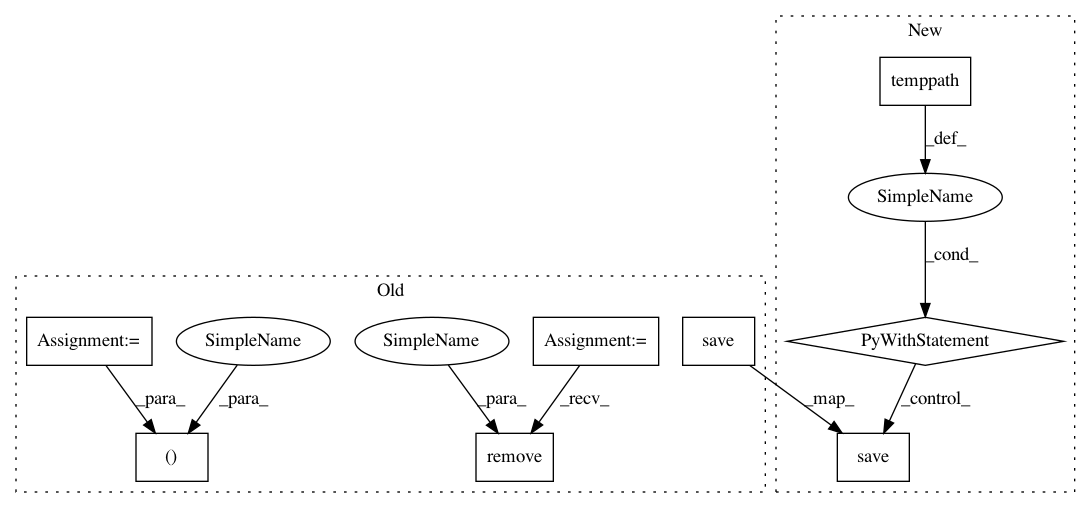 New
temppath
_def_
SimpleName
_cond_
Old
Assignment:=
SimpleName
SimpleName
Assignment:=
save
PyWithStatement
_para_
_para_
_para_
_recv_
_map_
_control_
()
remove
save